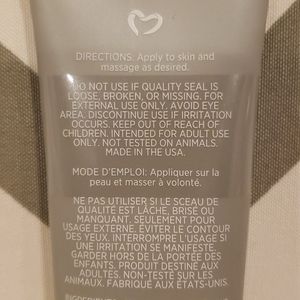 DIRECTIONS: Apply to skin and
massage as desired.
DO NOT USE IF QUALITY SEAL IS
LOOSE, BROKEN, OR MISSING. FOR
EXTERNAL USE ONLY. AVOID EYE
AREA. DISCONTINUE USE IF IRRITATION
OCCURS. KEEP OUT OF REACH OF
CHILDREN. INTENDED FOR ADULT USE
ONLY. NOT TESTED ON ANIMALS.
MADE IN THE USA.
MODE D'EMPLOI: Appliquer sur la
peau et masser à volonté.
NE PAS UTILISER SI LE SCEAU DE
QUALITÉ EST LÂCHE, BRISÉ OU
MANQUANT. SEULEMENT POUR
USAGE EXTERNE. ÉVITER LE CONTOUR
DES YEUX. INTERROMPRE L'USAGE SI
UNE IRRITATION SE MANIFESTE.
GARDER HORS DE LA PORTÉE DES
ENFANTS. PRODUIT DESTINÉ AUX
ADULTES. NON-TESTÉ SUR LES
ANIMAUX. FABRIQUÉ AUX ÉTATS-UNIS.